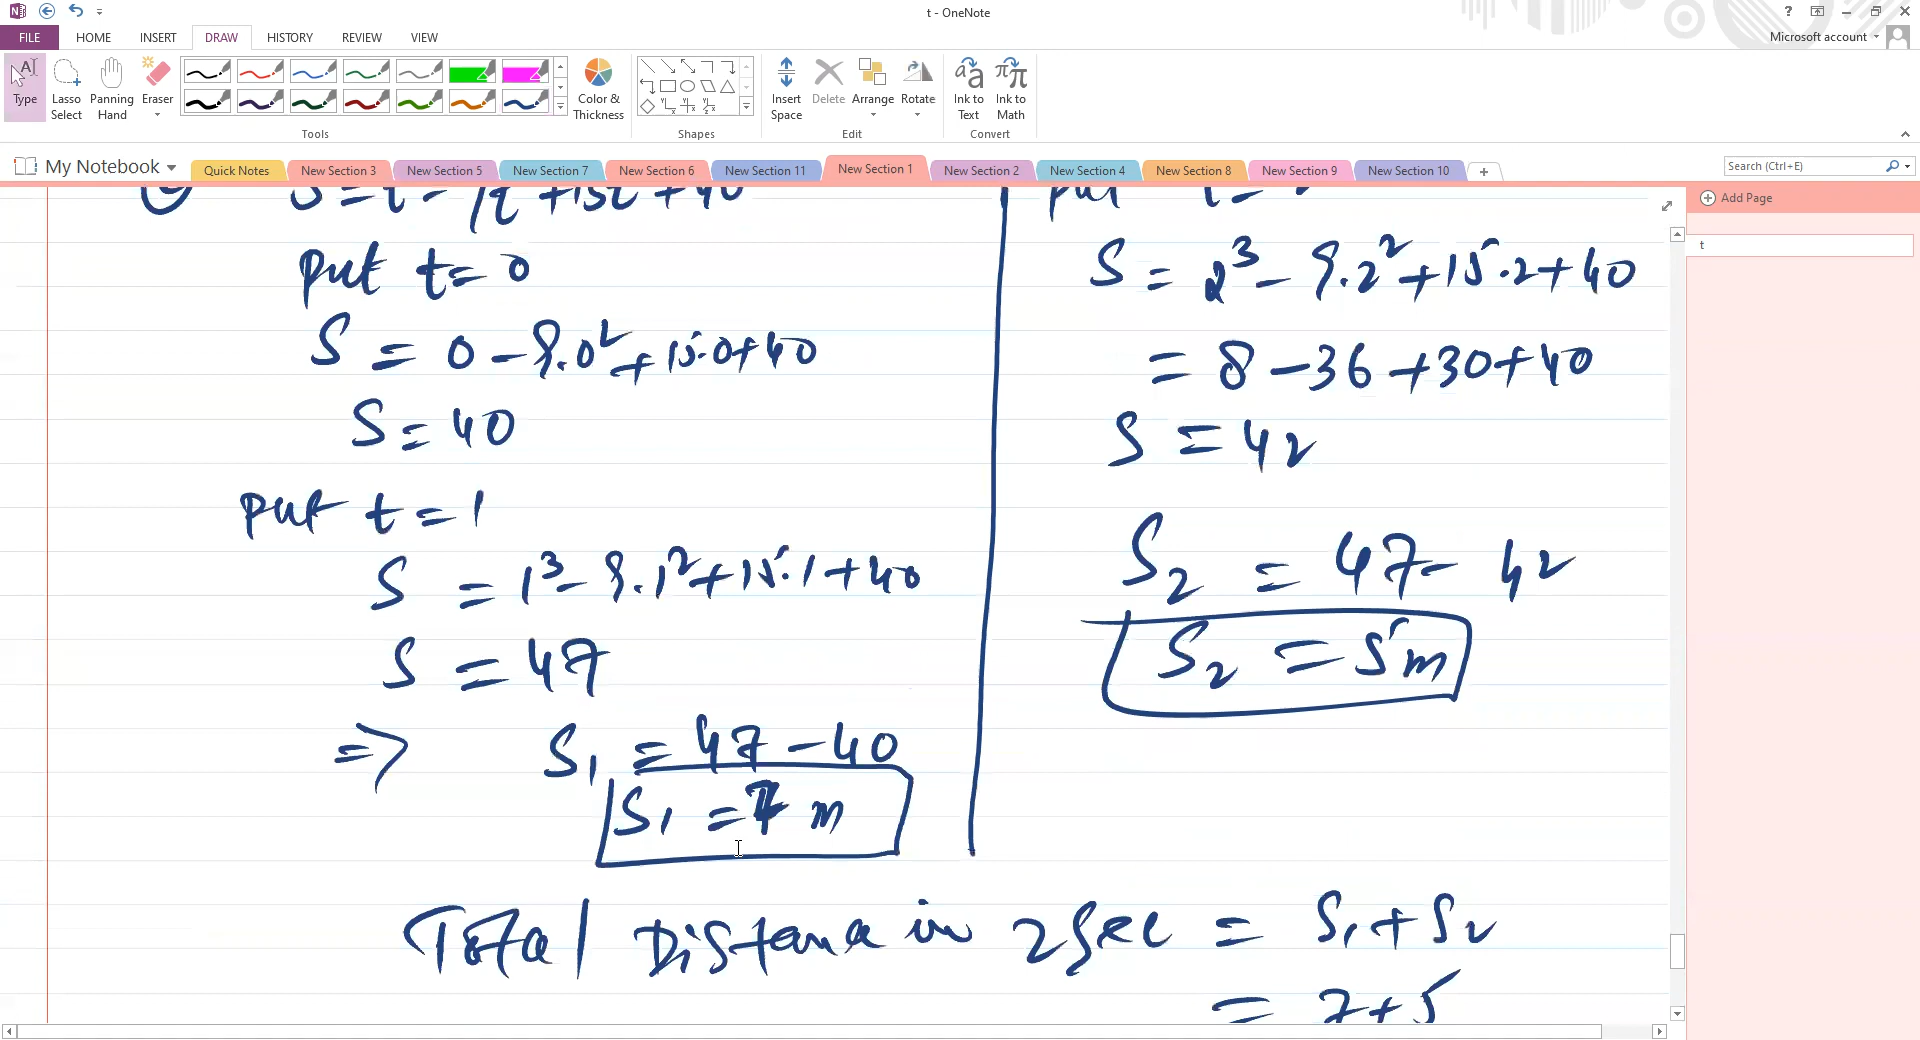 t - OneNote
?
Microsoft account
FILE HOME INSERT DRAW HISTORY REVIEW VIEW
Type
Lasso Select
Panning Hand
Eraser
Color & Thickness
Insert Space
Delete
Arrange
Rotate
Ink to Text
Ink to Math
Tools
Shapes
Edit
Convert
My Notebook
Quick Notes New Section 3 New Section 5 New Section 7 New Section 6 New Section 11 New Section 1 New Section 2 New Section 4 New Section 8 New Section 9 New Section 10 +
Search (Ctrl+E)
Add Page
t
put t=0
S = 0 - 9.0² + 15.0+40
S = 40
put t=1
S = 1³- 9.1²+15.1+40
S = 47
=> S₁ = 47-40
S₁ = 7 m
put t=
S = 2³- 9.2²+15.2+40
= 8-36+30+40
S = 42
S₂ = 47- 42
S₂ = 5m
Total Distance in 2sec = S₁+S₂
= 7+5